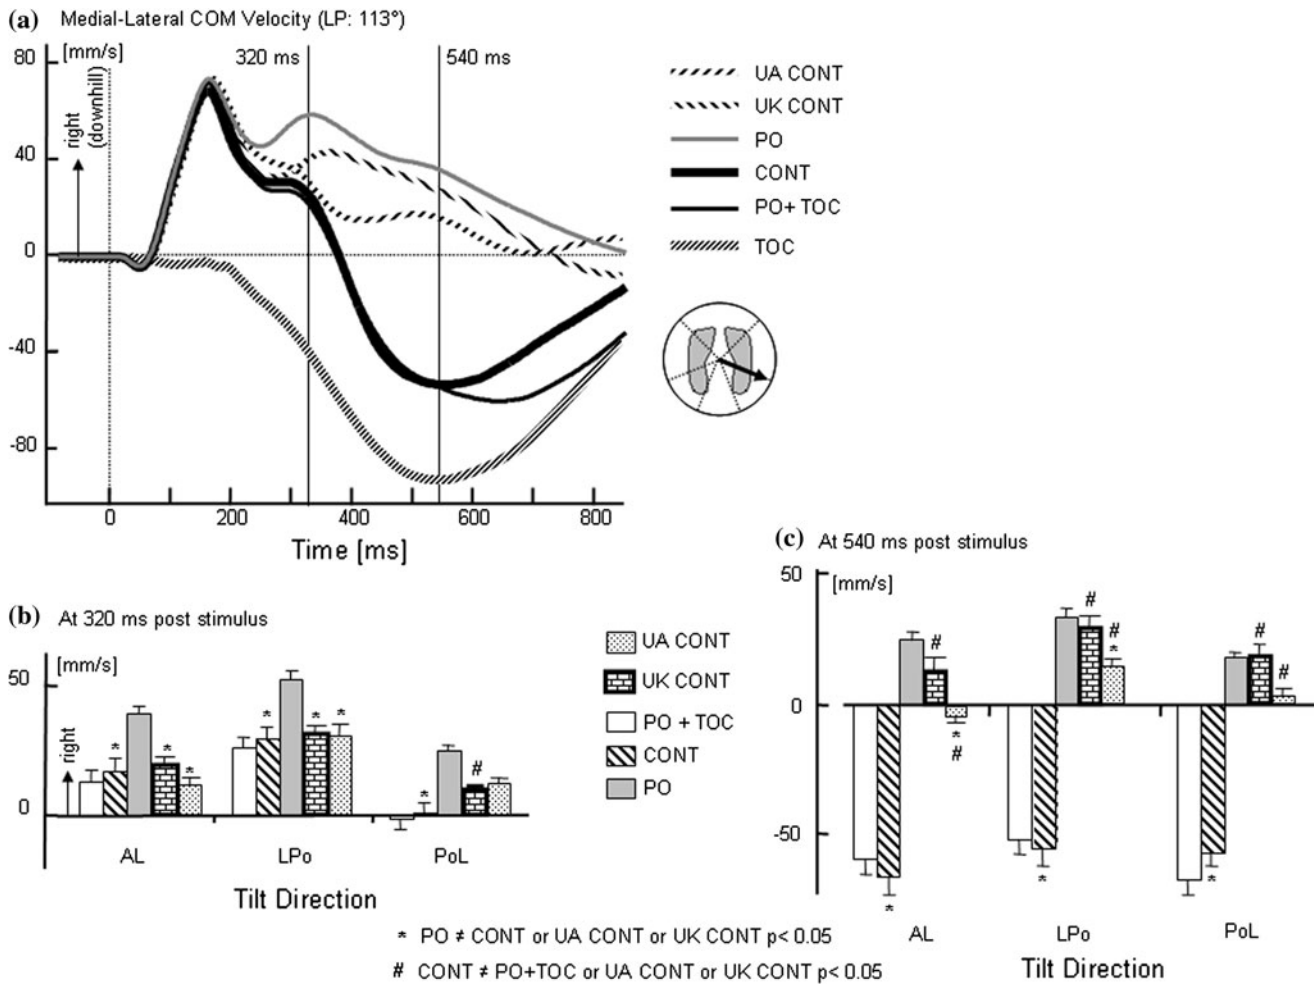 (a) Medial-Lateral COM Velocity (LP: 113°)
[mm/s]
320 ms
540 ms
80
40
0
-40
-80
right
(downhill)
0 200 400 600 800
Time [ms]
UA CONT
UK CONT
PO
CONT
PO+ TOC
TOC
(b) At 320 ms post stimulus
[mm/s]
50
0
right
* * *
* * *
* #
AL LPo PoL
Tilt Direction
UA CONT
UK CONT
PO + TOC
CONT
PO
(c) At 540 ms post stimulus
[mm/s]
50
0
-50
* # * #
* # # *
* # #
AL LPo PoL
Tilt Direction
* PO ≠ CONT or UA CONT or UK CONT p< 0.05
# CONT ≠ PO+TOC or UA CONT or UK CONT p< 0.05